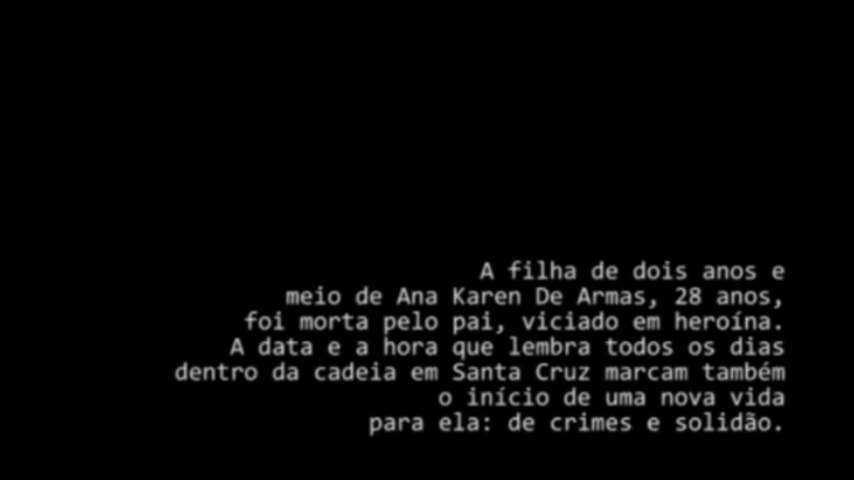 A filha de dois anos e
meio de Ana Karen De Armas, 28 anos,
foi morta pelo pai, viciado em heroína.
A data e a hora que lembra todos os dias
dentro da cadeia em Santa Cruz marcam também
o início de uma nova vida
para ela: de crimes e solidão.